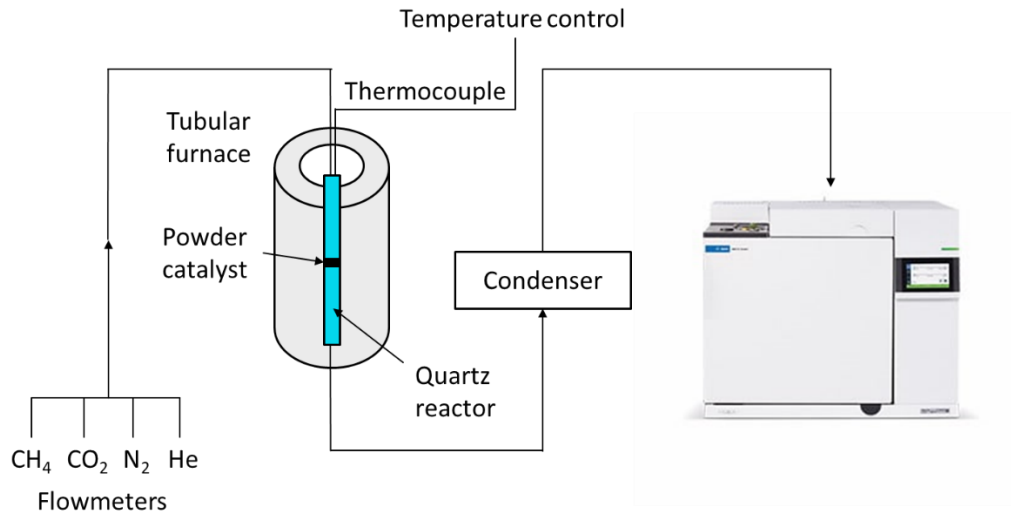 Temperature control
Thermocouple
Tubular
furnace
Powder
catalyst
Condenser
Quartz
reactor
CH₄ CO₂ N₂ He
Flowmeters